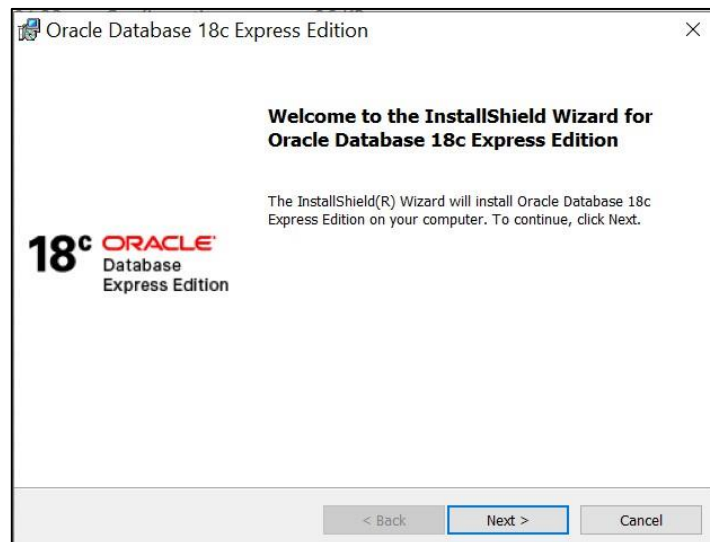 Oracle Database 18c Express Edition
Welcome to the InstallShield Wizard for
Oracle Database 18c Express Edition
The InstallShield(R) Wizard will install Oracle Database 18c
Express Edition on your computer. To continue, click Next.
18c ORACLE'
Database
Express Edition
< Back Next > Cancel